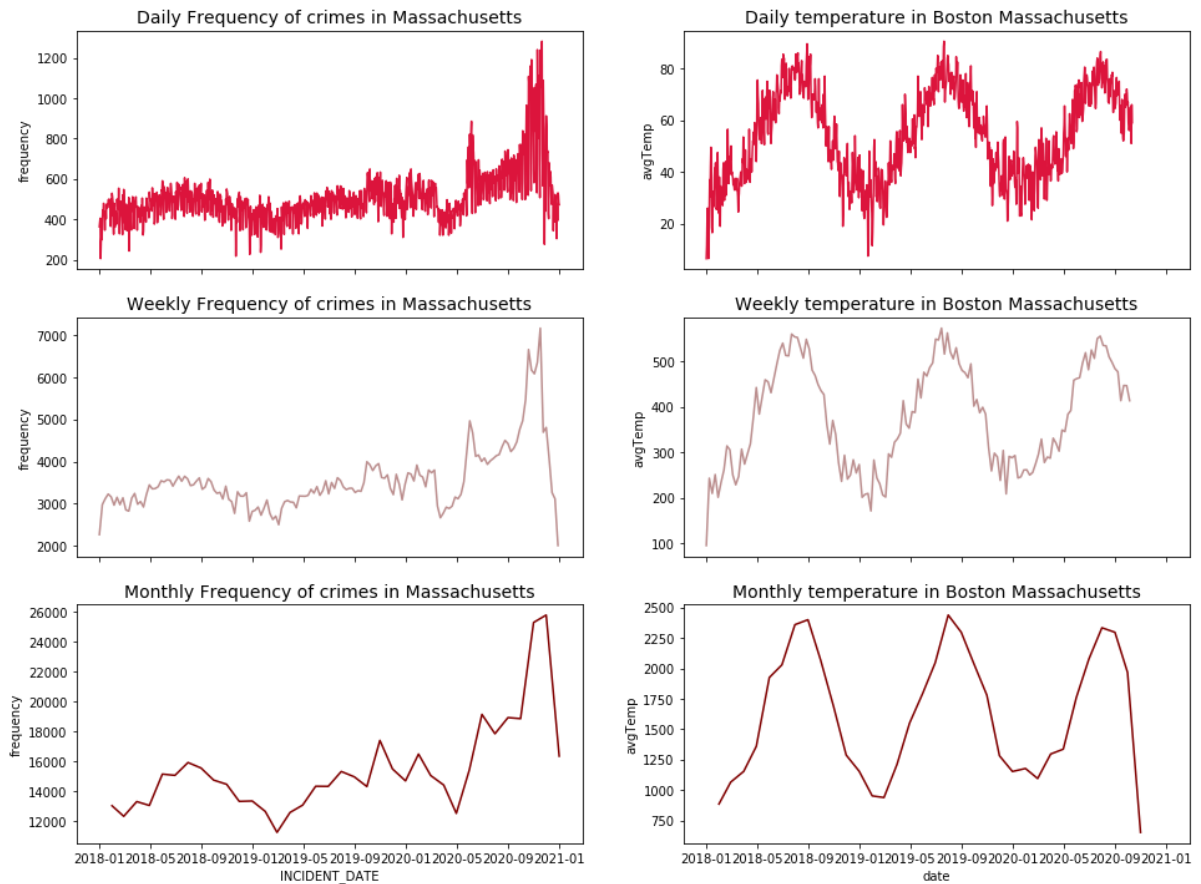 Daily Frequency of crimes in Massachusetts
frequency
1200
1000
800
600
400
200
Daily temperature in Boston Massachusetts
avgTemp
80
60
40
20
Weekly Frequency of crimes in Massachusetts
frequency
7000
6000
5000
4000
3000
2000
Weekly temperature in Boston Massachusetts
avgTemp
500
400
300
200
100
Monthly Frequency of crimes in Massachusetts
frequency
26000
24000
22000
20000
18000
16000
14000
12000
2018-01 2018-05 2018-09 2019-01 2019-05 2019-09 2020-01 2020-05 2020-09 2021-01
INCIDENT_DATE
Monthly temperature in Boston Massachusetts
avgTemp
2500
2250
2000
1750
1500
1250
1000
750
2018-01 2018-05 2018-09 2019-01 2019-05 2019-09 2020-01 2020-05 2020-09 2021-01
date